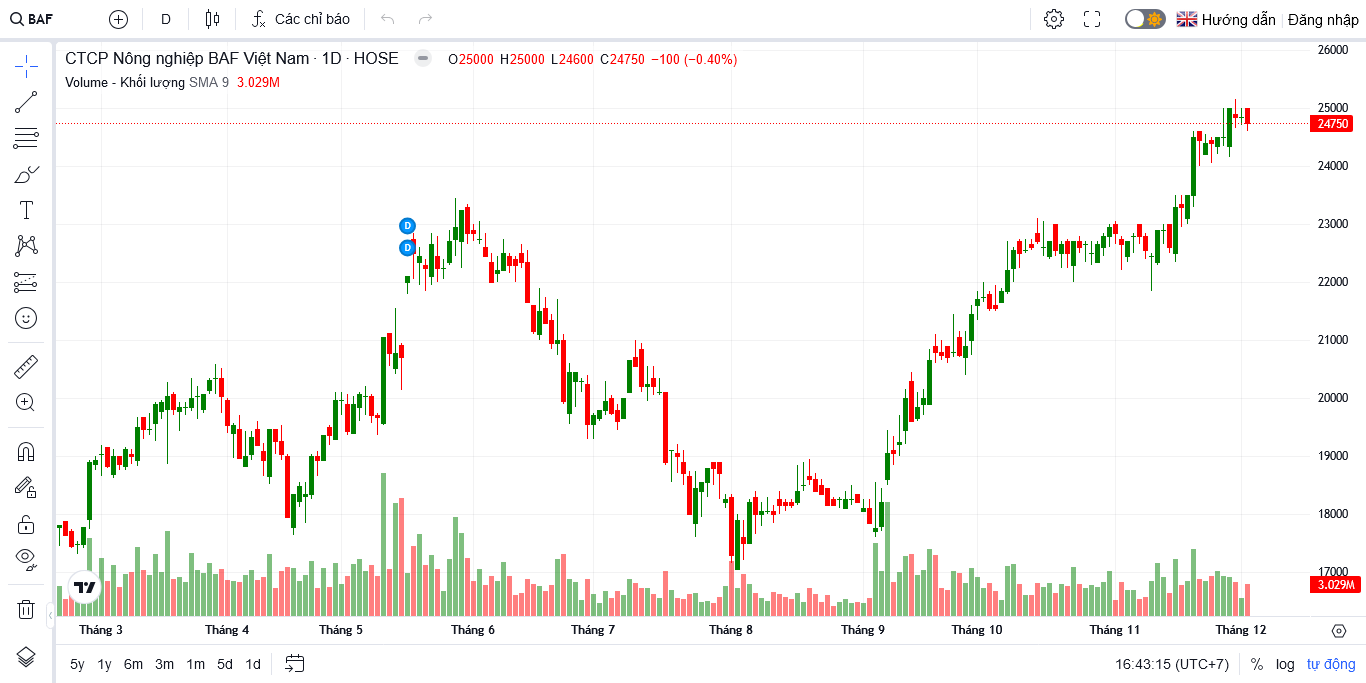 BAF D Các chỉ báo Hướng dẫn Đăng nhập
CTCP Nông nghiệp BAF Việt Nam · 1D · HOSE O25000 H25000 L24600 C24750 −100 (−0.40%)
Volume - Khối lượng SMA 9 3.029M
26000
25000
24750
24000
23000
22000
21000
20000
19000
18000
17000
3.029M
D
D
Tháng 3 Tháng 4 Tháng 5 Tháng 6 Tháng 7 Tháng 8 Tháng 9 Tháng 10 Tháng 11 Tháng 12
5y 1y 6m 3m 1m 5d 1d 16:43:15 (UTC+7) % log tự động